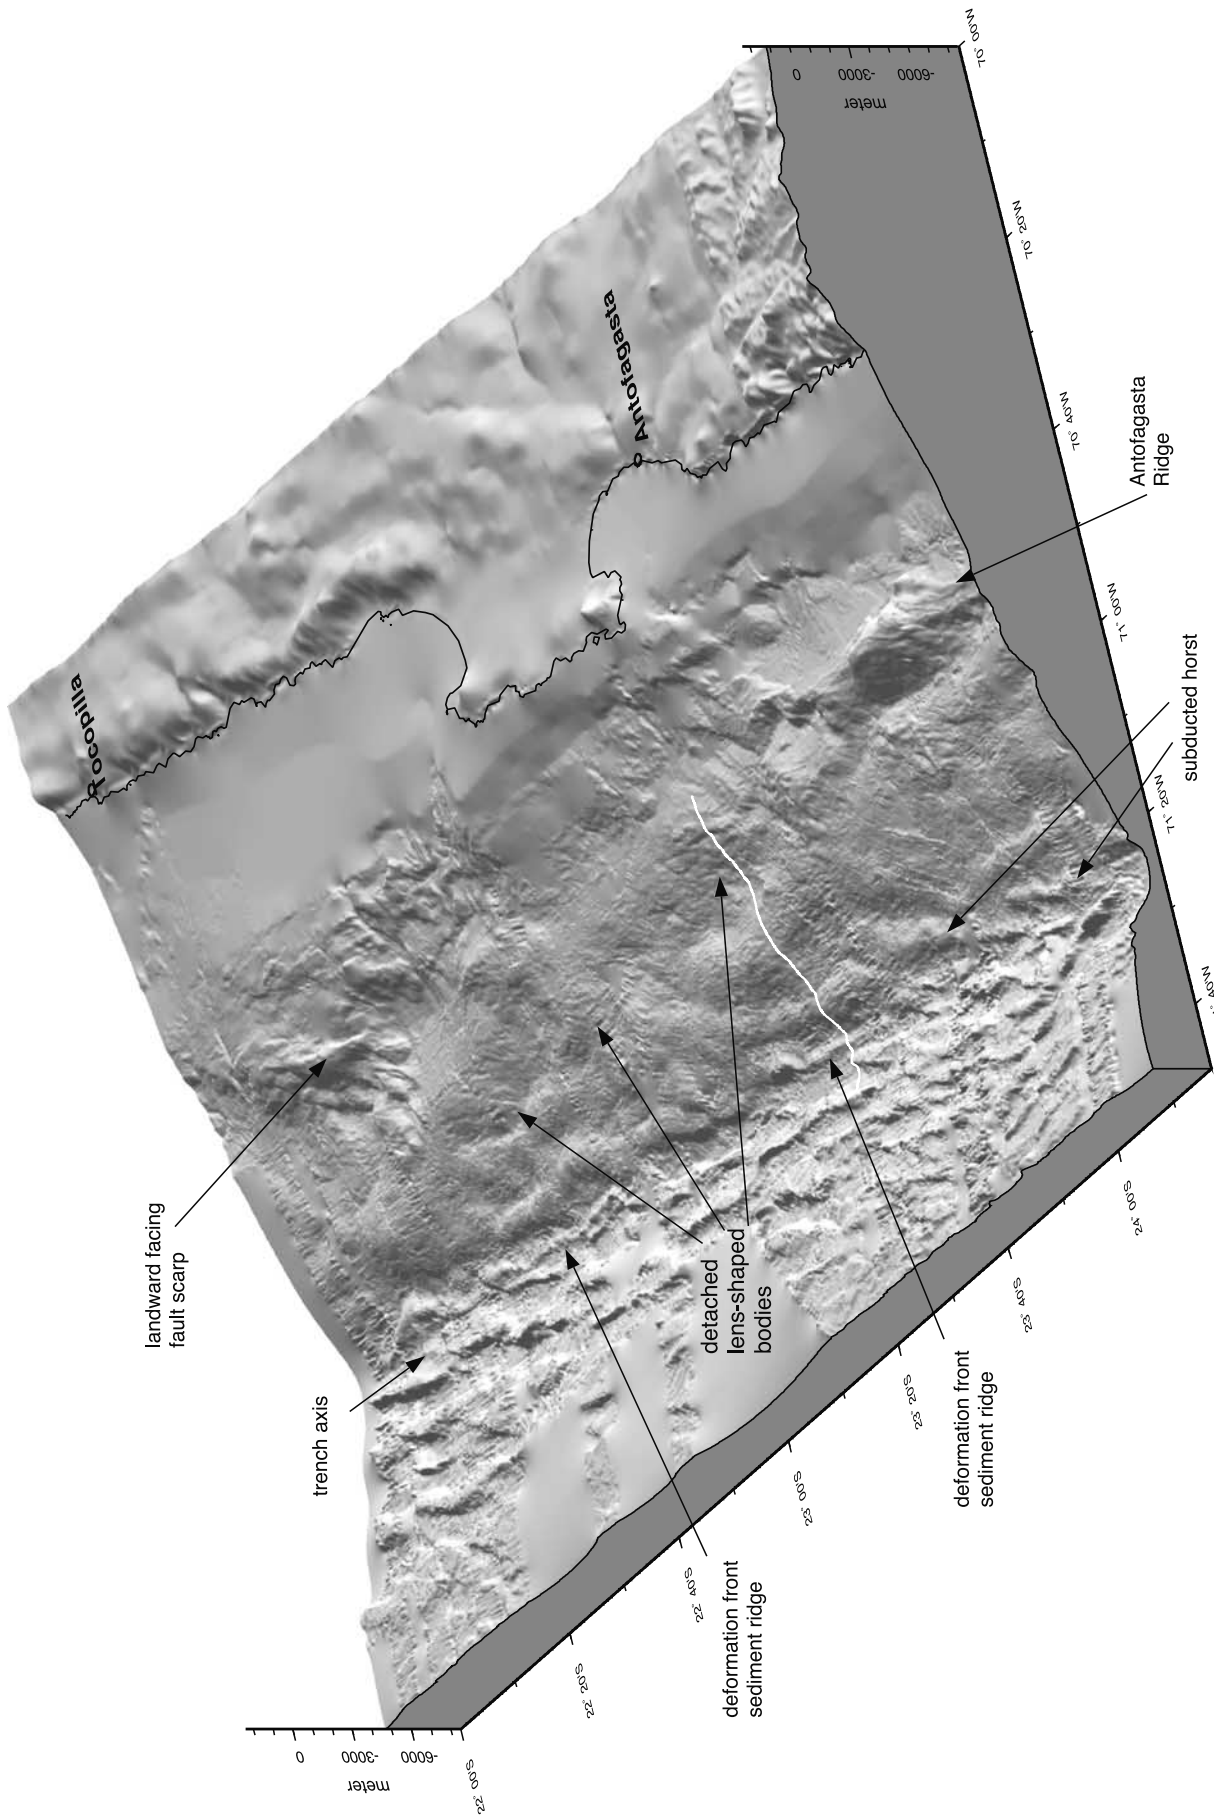 Tocopilla
Antofagasta
landward facing
fault scarp
trench axis
detached
lens-shaped
bodies
deformation front
sediment ridge
deformation front
sediment ridge
subducted horst
Antofagasta
Ridge
0
-3000
-6000
meter
0
-3000
-6000
meter
22° 00'S
22° 20'S
22° 40'S
23° 00'S
23° 20'S
23° 40'S
24° 00'S
40'W
71° 20'W
71° 00'W
70° 40'W
70° 20'W
70° 00'W